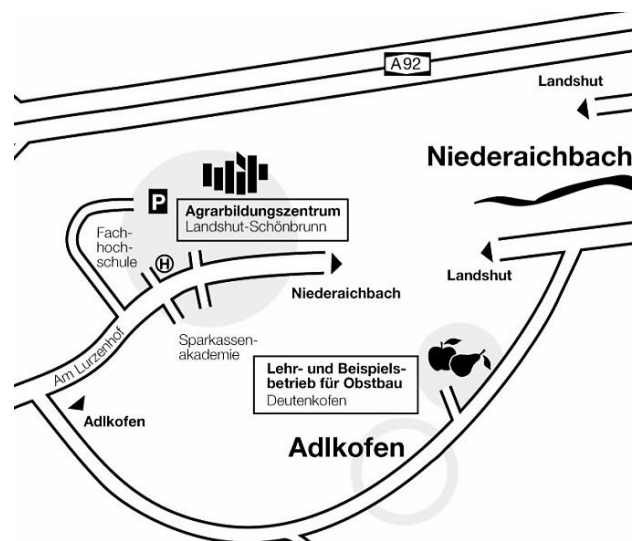 A 92
Landshut
Niederaichbach
P
Agrarbildungszentrum
Landshut-Schönbrunn
Fach-
hoch-
schule
H
Landshut
Niederaichbach
Sparkassen-
akademie
Am Lurzenhof
Lehr- und Beispiels-
betrieb für Obstbau
Deutenkofen
Adlkofen
Adlkofen